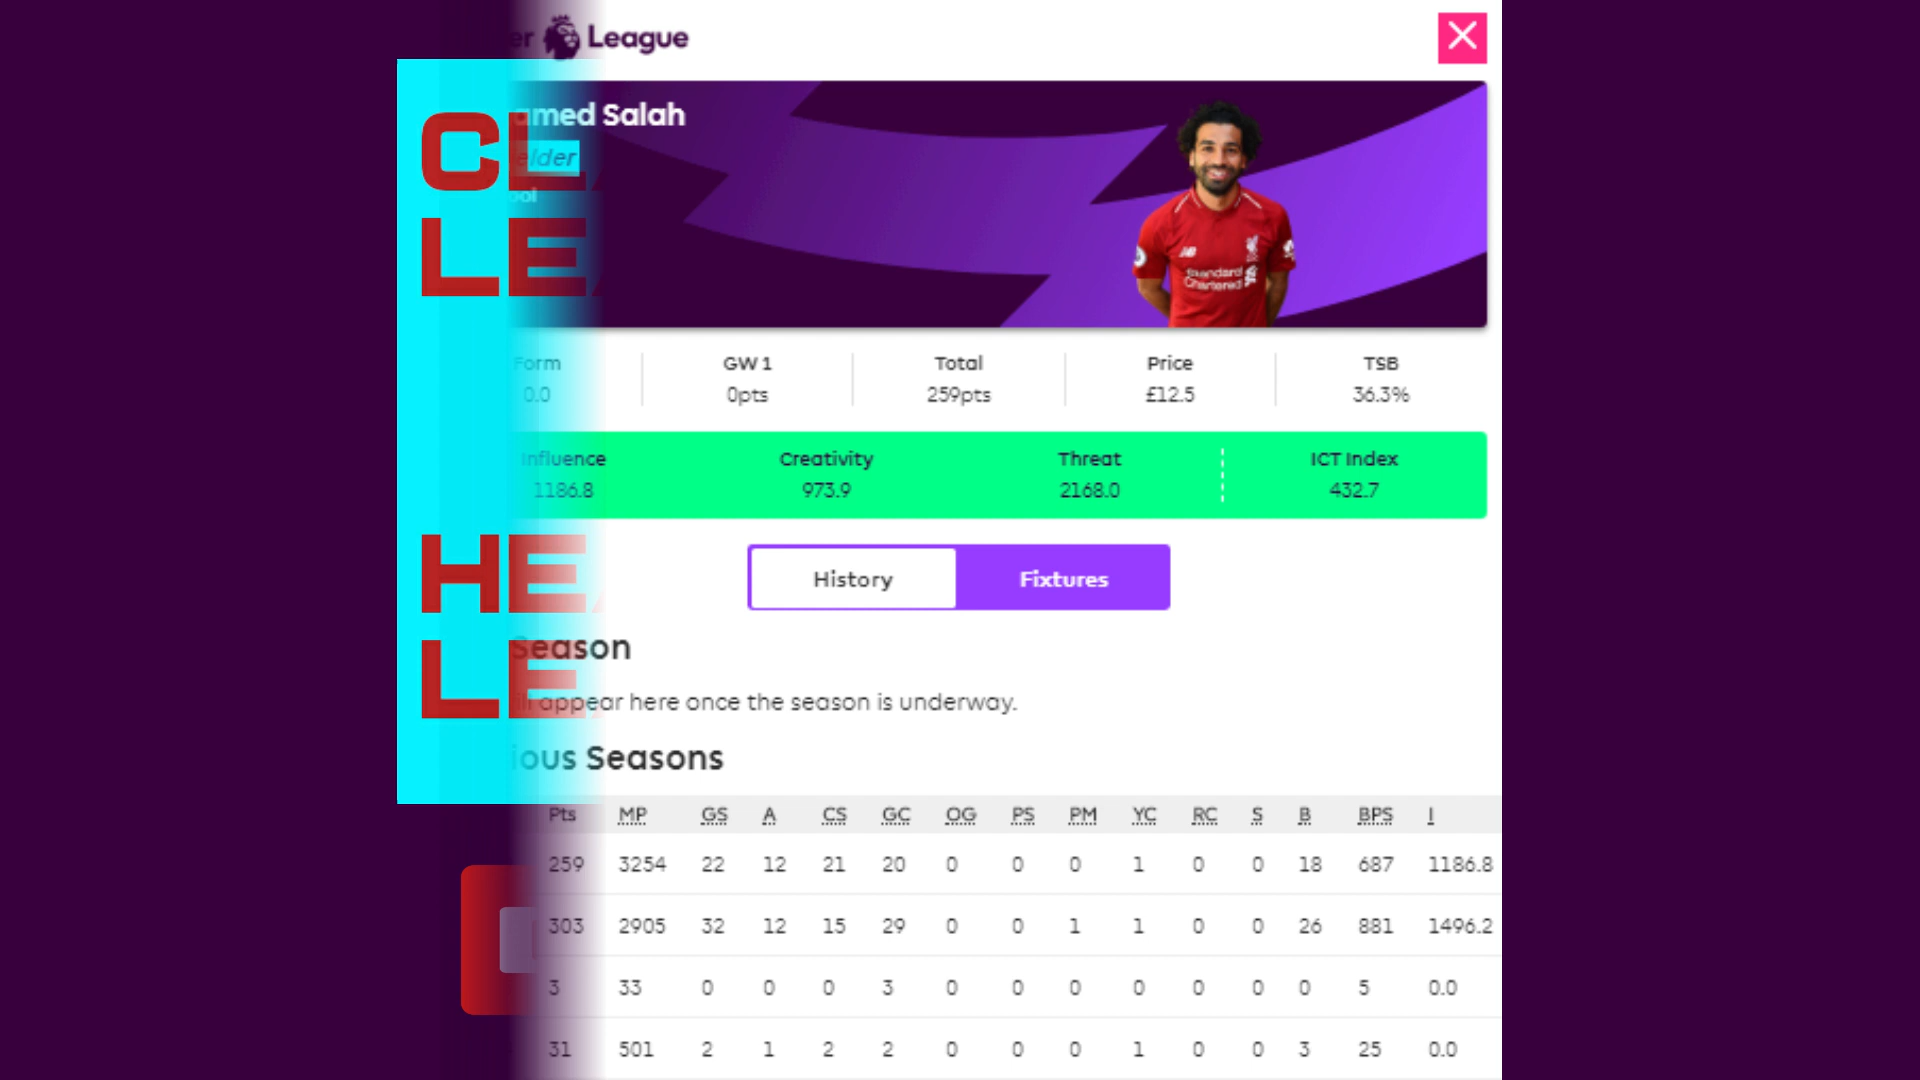 League
amed Salah
elder
ool
CL
LE
HE
LE
Form GW 1 Total Price TSB
0.0 0pts 259pts £12.5 36.3%
Influence Creativity Threat ICT Index
1186.8 973.9 2168.0 432.7
History Fixtures
Season
appear here once the season is underway.
ious Seasons
Pts MP GS A CS GC OG PS PM YC RC S B BPS I
259 3254 22 12 21 20 0 0 0 1 0 0 18 687 1186.8
303 2905 32 12 15 29 0 0 1 1 0 0 26 881 1496.2
3 33 0 0 0 3 0 0 0 0 0 0 0 5 0.0
31 501 2 1 2 2 0 0 0 1 0 0 3 25 0.0
Standard
Chartered